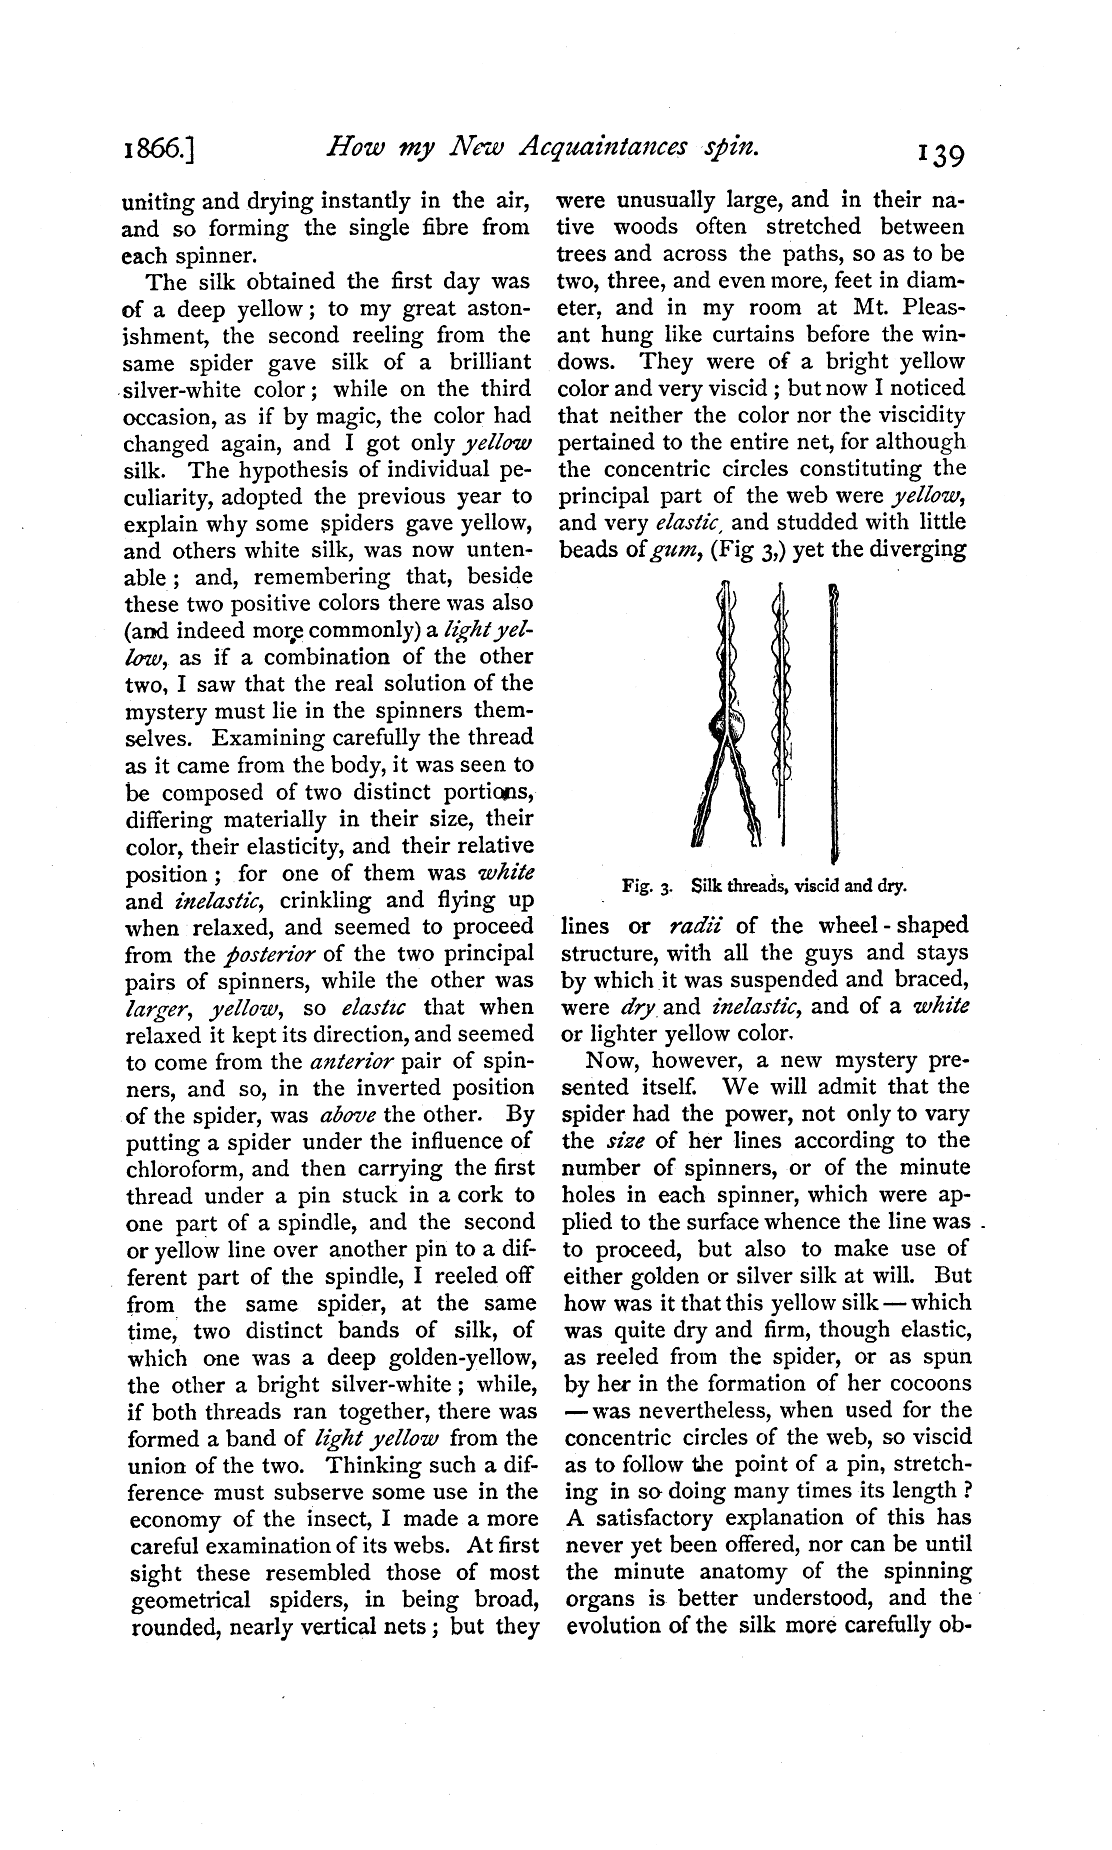 1866.] How my New Acquaintances spin. 139
uniting and drying instantly in the air,
and so forming the single fibre from
each spinner.
The silk obtained the first day was
of a deep yellow; to my great aston-
ishment, the second reeling from the
same spider gave silk of a brilliant
silver-white color; while on the third
occasion, as if by magic, the color had
changed again, and I got only yellow
silk. The hypothesis of individual pe-
culiarity, adopted the previous year to
explain why some spiders gave yellow,
and others white silk, was now unten-
able; and, remembering that, beside
these two positive colors there was also
(and indeed more commonly) a light yel-
low, as if a combination of the other
two, I saw that the real solution of the
mystery must lie in the spinners them-
selves. Examining carefully the thread
as it came from the body, it was seen to
be composed of two distinct portions,
differing materially in their size, their
color, their elasticity, and their relative
position; for one of them was white
and inelastic, crinkling and flying up
when relaxed, and seemed to proceed
from the posterior of the two principal
pairs of spinners, while the other was
larger, yellow, so elastic that when
relaxed it kept its direction, and seemed
to come from the anterior pair of spin-
ners, and so, in the inverted position
of the spider, was above the other. By
putting a spider under the influence of
chloroform, and then carrying the first
thread under a pin stuck in a cork to
one part of a spindle, and the second
or yellow line over another pin to a dif-
ferent part of the spindle, I reeled off
from the same spider, at the same
time, two distinct bands of silk, of
which one was a deep golden-yellow,
the other a bright silver-white; while,
if both threads ran together, there was
formed a band of light yellow from the
union of the two. Thinking such a dif-
ference must subserve some use in the
economy of the insect, I made a more
careful examination of its webs. At first
sight these resembled those of most
geometrical spiders, in being broad,
rounded, nearly vertical nets; but they
were unusually large, and in their na-
tive woods often stretched between
trees and across the paths, so as to be
two, three, and even more, feet in diam-
eter, and in my room at Mt. Pleas-
ant hung like curtains before the win-
dows. They were of a bright yellow
color and very viscid; but now I noticed
that neither the color nor the viscidity
pertained to the entire net, for although
the concentric circles constituting the
principal part of the web were yellow,
and very elastic, and studded with little
beads of gum, (Fig 3,) yet the diverging
Fig. 3. Silk threads, viscid and dry.
lines or radii of the wheel-shaped
structure, with all the guys and stays
by which it was suspended and braced,
were dry and inelastic, and of a white
or lighter yellow color.
Now, however, a new mystery pre-
sented itself. We will admit that the
spider had the power, not only to vary
the size of her lines according to the
number of spinners, or of the minute
holes in each spinner, which were ap-
plied to the surface whence the line was
to proceed, but also to make use of
either golden or silver silk at will. But
how was it that this yellow silk — which
was quite dry and firm, though elastic,
as reeled from the spider, or as spun
by her in the formation of her cocoons
— was nevertheless, when used for the
concentric circles of the web, so viscid
as to follow the point of a pin, stretch-
ing in so doing many times its length?
A satisfactory explanation of this has
never yet been offered, nor can be until
the minute anatomy of the spinning
organs is better understood, and the
evolution of the silk more carefully ob-